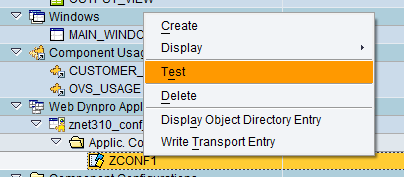 OUTPUT_VIEW
Windows
MAIN_WINDO
Component Usag
CUSTOMER_
OVS_USAGE
Web Dynpro Appl
znet310_conf_
Applic. Con
ZCONF1
Create
Display
Test
Delete
Display Object Directory Entry
Write Transport Entry
Component Configurations